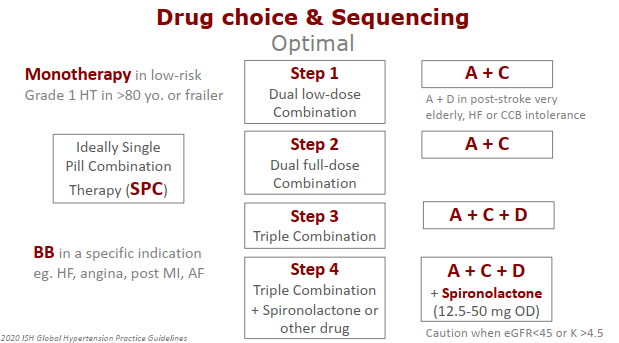 Drug choice & Sequencing
Optimal
Monotherapy in low-risk
Grade 1 HT in >80 yo. or frailer
Step 1
Dual low-dose
Combination
A + C
A + D in post-stroke very
elderly, HF or CCB intolerance
Ideally Single
Pill Combination
Therapy (SPC)
Step 2
Dual full-dose
Combination
A + C
Step 3
Triple Combination
A + C + D
BB in a specific indication
eg. HF, angina, post MI, AF
Step 4
Triple Combination
+ Spironolactone or
other drug
A + C + D
+ Spironolactone
(12.5-50 mg OD)
Caution when eGFR<45 or K >4.5
2020 ISH Global Hypertension Practice Guidelines